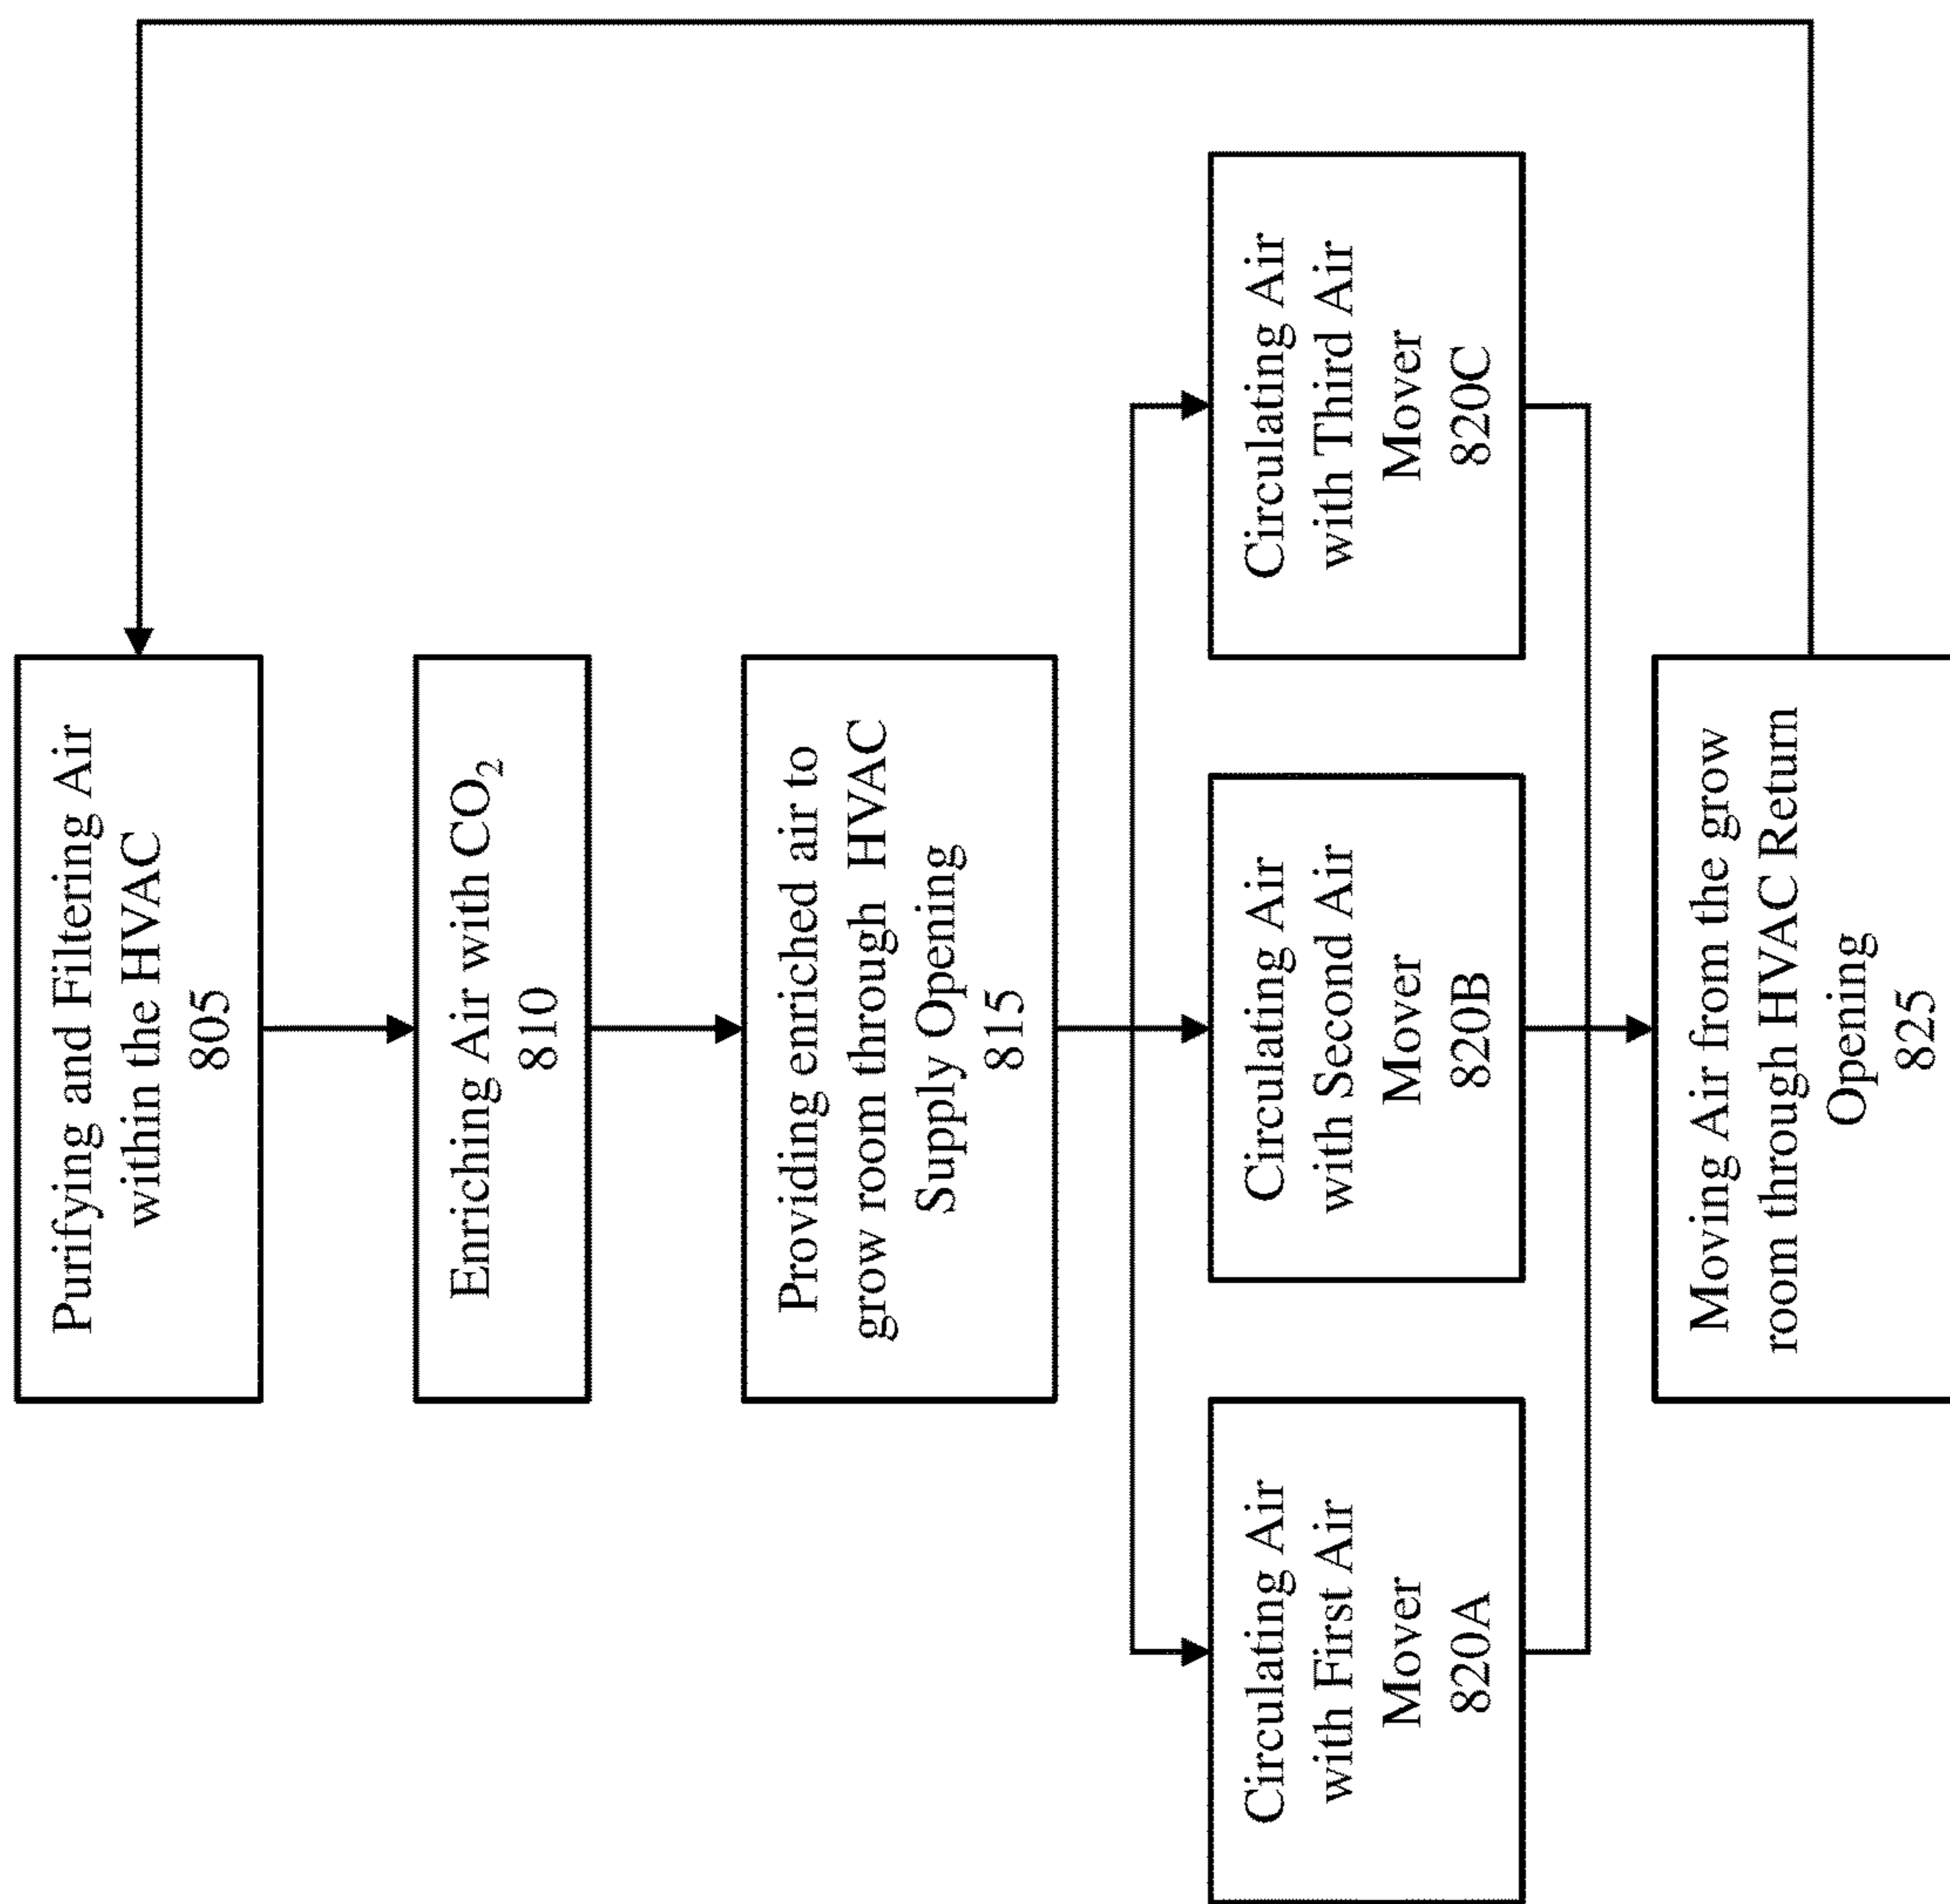 Purifying and Filtering Air
within the HVAC
805
Enriching Air with CO₂
810
Providing enriched air to
grow room through HVAC
Supply Opening
815
Circulating Air
with First Air
Mover
820A
Circulating Air
with Second Air
Mover
820B
Circulating Air
with Third Air
Mover
820C
Moving Air from the grow
room through HVAC Return
Opening
825